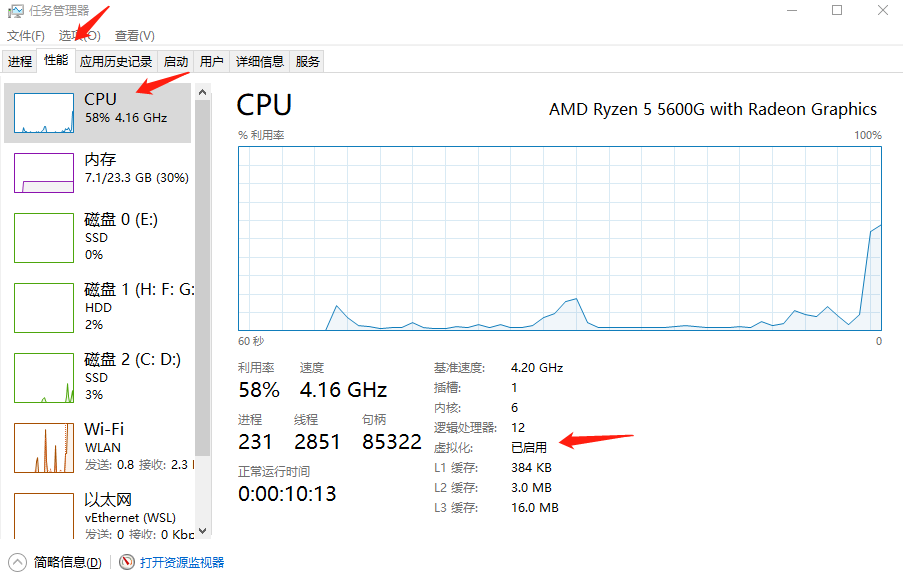 任务管理器
文件(F) 选项(O) 查看(V)
进程 性能 应用历史记录 启动 用户 详细信息 服务
CPU
58% 4.16 GHz
内存
7.1/23.3 GB (30%)
磁盘 0 (E:)
SSD
0%
磁盘 1 (H: F: G:
HDD
2%
磁盘 2 (C: D:)
SSD
3%
Wi-Fi
WLAN
发送: 0.8 接收: 2.3
以太网
vEthernet (WSL)
发送: 0 接收: 0 Kbp
CPU
AMD Ryzen 5 5600G with Radeon Graphics
% 利用率 100%
60 秒 0
利用率 速度
58% 4.16 GHz
进程 线程 句柄
231 2851 85322
正常运行时间
0:00:10:13
基准速度: 4.20 GHz
插槽: 1
内核: 6
逻辑处理器: 12
虚拟化: 已启用
L1 缓存: 384 KB
L2 缓存: 3.0 MB
L3 缓存: 16.0 MB
简略信息(D) 打开资源监视器